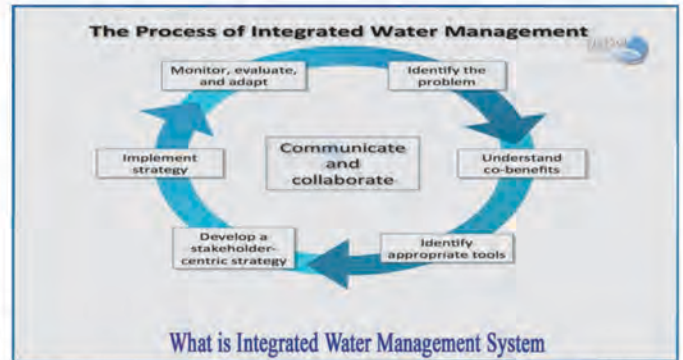 The Process of Integrated Water Management
Monitor, evaluate,
and adapt
Identify the
problem
Implement
strategy
Communicate
and
collaborate
Understand
co-benefits
Develop a
stakeholder-
centric strategy
Identify
appropriate tools
What is Integrated Water Management System